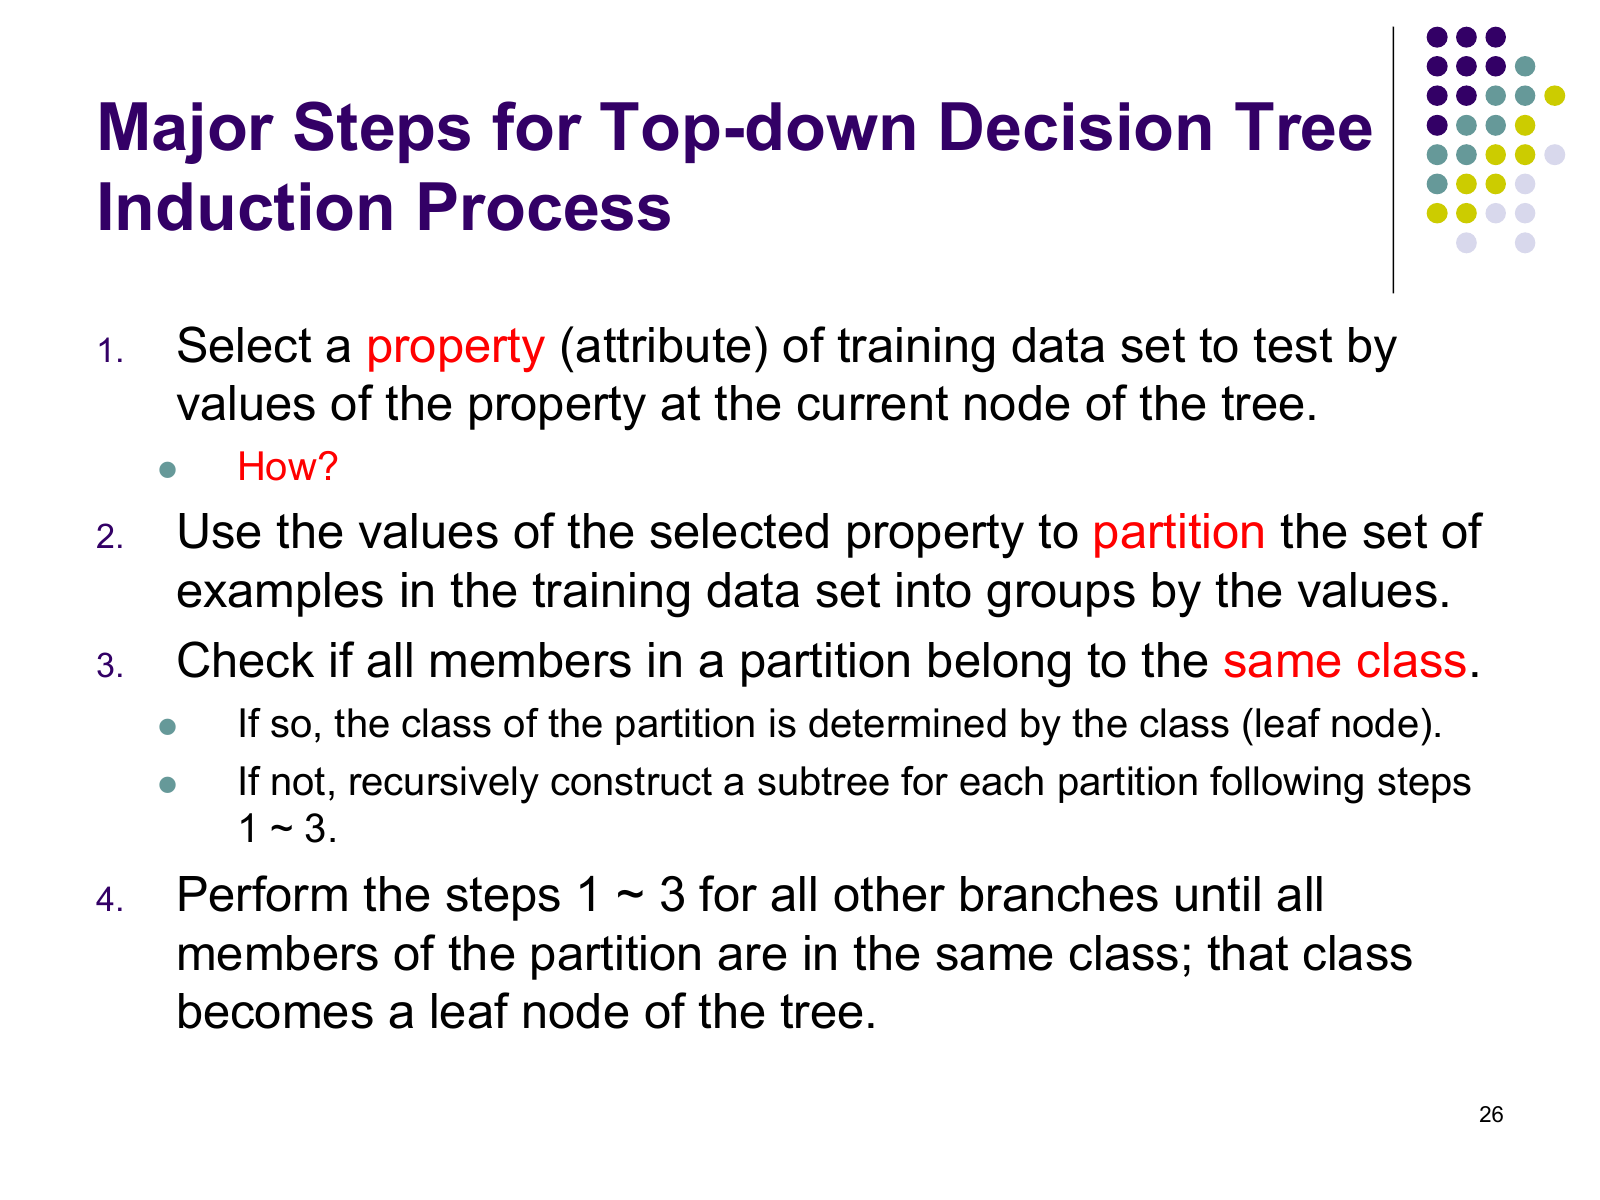 Major Steps for Top-down Decision Tree
Induction Process
1. Select a property (attribute) of training data set to test by
values of the property at the current node of the tree.
● How?
2. Use the values of the selected property to partition the set of
examples in the training data set into groups by the values.
3. Check if all members in a partition belong to the same class.
● If so, the class of the partition is determined by the class (leaf node).
● If not, recursively construct a subtree for each partition following steps
1 ~ 3.
4. Perform the steps 1 ~ 3 for all other branches until all
members of the partition are in the same class; that class
becomes a leaf node of the tree.
26